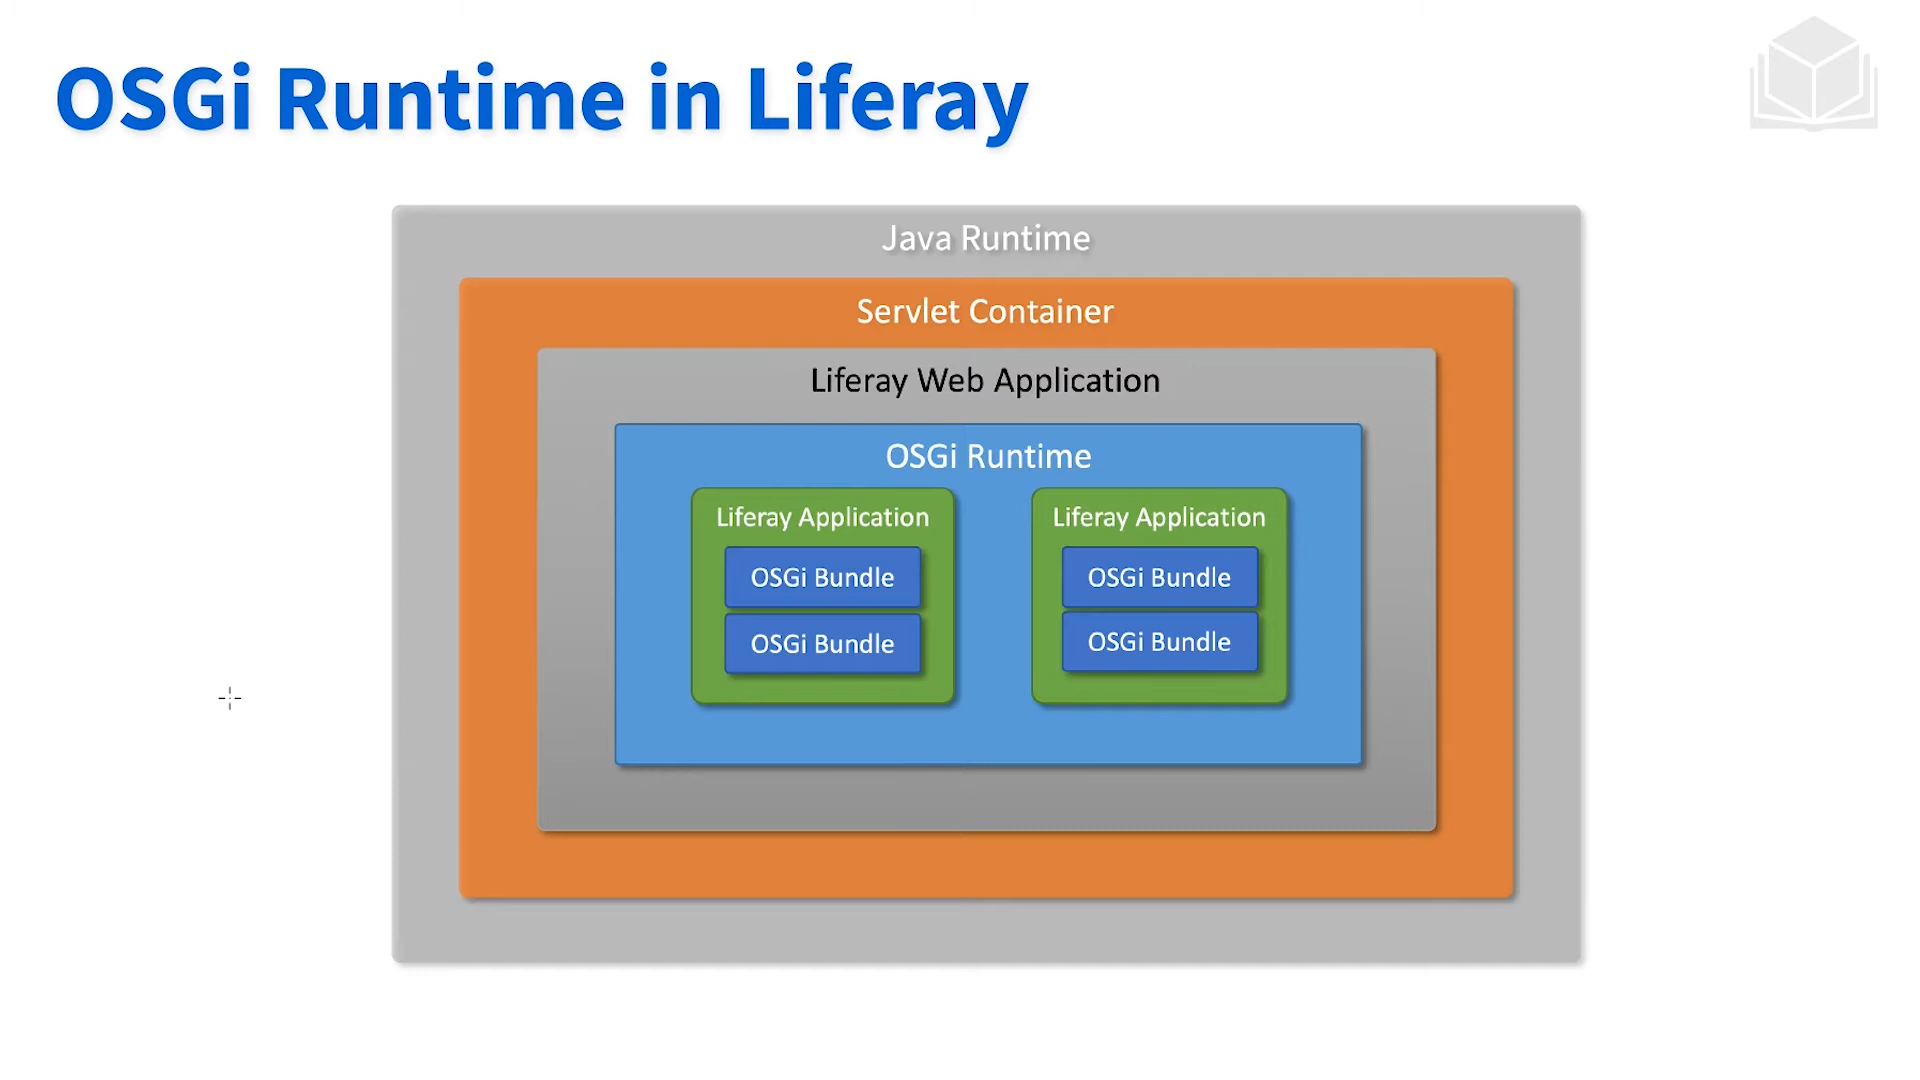 OSGi Runtime in Liferay
Java Runtime
Servlet Container
Liferay Web Application
OSGi Runtime
Liferay Application
OSGi Bundle
OSGi Bundle
Liferay Application
OSGi Bundle
OSGi Bundle